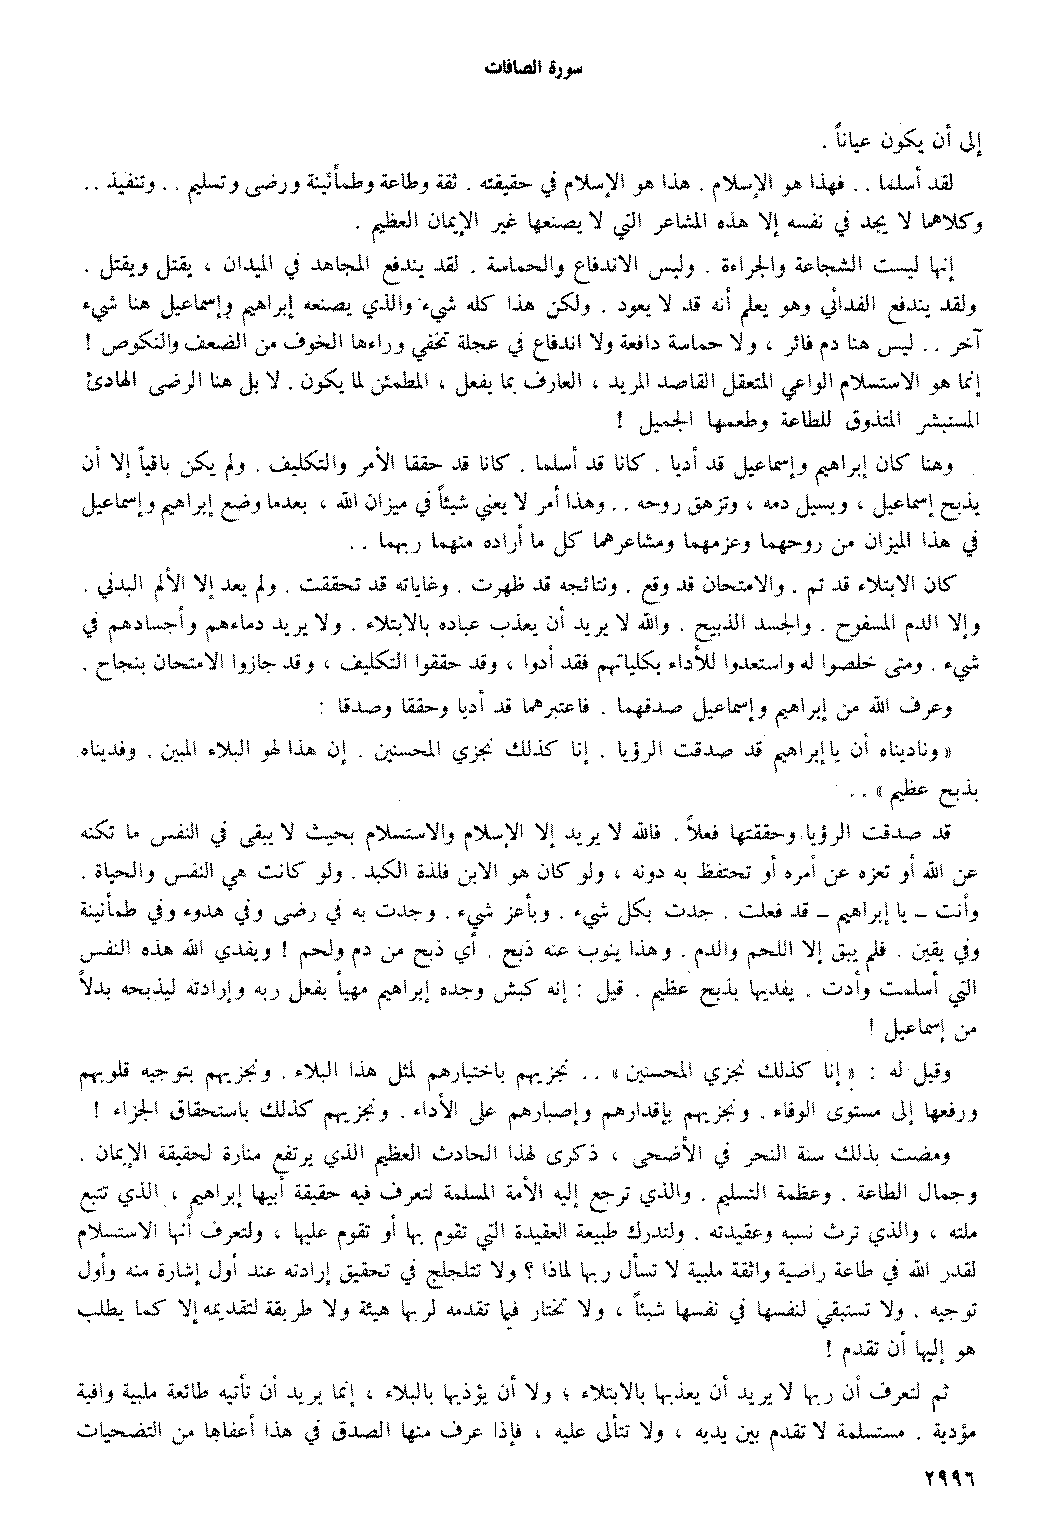 سورة الصافات
إلى أن يكون عياناً .
لقد أسلما .. فهذا هو الإسلام . هذا هو الإسلام في حقيقته . ثقة وطاعة وطمأنينة ورضى وتسليم .. وتنفيذ ..
وكلاهما لا يجد في نفسه إلا هذه المشاعر التي لا يصنعها غير الإيمان العظيم .
إنها ليست الشجاعة والجراءة . وليس الاندفاع والحماسة . لقد يندفع المجاهد في الميدان ، يقتل ويقتل .
ولقد يندفع الفدائي وهو يعلم أنه قد لا يعود . ولكن هذا كله شيء والذي يصنعه إبراهيم وإسماعيل هنا شيء
آخر .. ليس هنا دم فائر ، ولا حماسة دافعة ولا اندفاع في عجلة تخفي وراءها الخوف من الضعف والنكوص !
إنما هو الاستسلام الواعي المتعقل القاصد المريد ، العارف بما يفعل ، المطمئن لما يكون . لا بل هنا الرضى الهادئ
المستبشر المتذوق للطاعة وطعمها الجميل !
وهنا كان إبراهيم وإسماعيل قد أديا . كانا قد أسلما . كانا قد حققا الأمر والتكليف . ولم يكن باقياً إلا أن
يذبح إسماعيل ، ويسيل دمه ، وتزهق روحه .. وهذا أمر لا يعني شيئاً في ميزان الله ، بعدما وضع إبراهيم وإسماعيل
في هذا الميزان من روحهما وعزمهما ومشاعرهما كل ما أراده منهما ربهما ..
كان الابتلاء قد تم . والامتحان قد وقع . ونتائجه قد ظهرت . وغاياته قد تحققت . ولم يعد إلا الألم البدني .
وإلا الدم المسفوح . والجسد الذبيح . والله لا يريد أن يعذب عباده بالابتلاء . ولا يريد دماءهم وأجسادهم في
شيء . ومتى خلصوا له واستعدوا للأداء بكلياتهم فقد أدوا ، وقد حققوا التكليف ، وقد جازوا الامتحان بنجاح .
وعرف الله من إبراهيم وإسماعيل صدقهما . فاعتبرهما قد أديا وحققا وصدقا :
« وناديناه أن يا إبراهيم قد صدقت الرؤيا . إنا كذلك نجزي المحسنين . إن هذا لهو البلاء المبين . وفديناه
بذبح عظيم » ..
قد صدقت الرؤيا وحققتها فعلاً . فالله لا يريد إلا الإسلام والاستسلام بحيث لا يبقى في النفس ما تكنه
عن الله أو تعزه عن أمره أو تحتفظ به دونه ، ولو كان هو الابن فلذة الكبد . ولو كانت هي النفس والحياة .
وأنت – يا إبراهيم – قد فعلت . جدت بكل شيء . وبأعز شيء . وجدت به في رضى وفي هدوء وفي طمأنينة
وفي يقين . فلم يبق إلا اللحم والدم . وهذا ينوب عنه ذبح . أي ذبح من دم ولحم ! ويفدي الله هذه النفس
التي أسلمت وأدت . يفديها بذبح عظيم . قيل : إنه كبش وجده إبراهيم مهيأ بفعل ربه وإرادته ليذبحه بدلاً
من إسماعيل !
وقيل له : « إنا كذلك نجزي المحسنين » .. نجزيهم باختيارهم لمثل هذا البلاء . ونجزيهم بتوجيه قلوبهم
ورفعها إلى مستوى الوفاء . ونجزيهم بإقدارهم وإصبارهم على الأداء . ونجزيهم كذلك باستحقاق الجزاء !
ومضت بذلك سنة النحر في الأضحى ، ذكرى لهذا الحادث العظيم الذي يرتفع منارة لحقيقة الإيمان .
وجمال الطاعة . وعظمة التسليم . والذي ترجع إليه الأمة المسلمة لتعرف فيه حقيقة أبيها إبراهيم ، الذي تتبع
ملته ، والذي ترث نسبه وعقيدته . ولتدرك طبيعة العقيدة التي تقوم بها أو تقوم عليها ، ولتعرف أنها الاستسلام
لقدر الله في طاعة راضية واثقة ملبية لا تسأل ربها لماذا ؟ ولا تتلجلج في تحقيق إرادته عند أول إشارة منه وأول
توجيه . ولا تستبقي لنفسها في نفسها شيئاً ، ولا تختار فيما تقدمه لربها هيئة ولا طريقة لتقديمه إلا كما يطلب
هو إليها أن تقدم !
ثم لتعرف أن ربها لا يريد أن يعذبها بالابتلاء ؛ ولا أن يؤذيها بالبلاء ، إنما يريد أن تأتيه طائعة ملبية وافية
مؤدية . مستسلمة لا تقدم بين يديه ، ولا تتألى عليه ، فإذا عرف منها الصدق في هذا أعفاها من التضحيات
٢٩٩٦